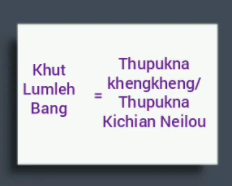 Khut
Lumleh
Bang
=
Thupukna
khengkheng/
Thupukna
Kichian Neilou